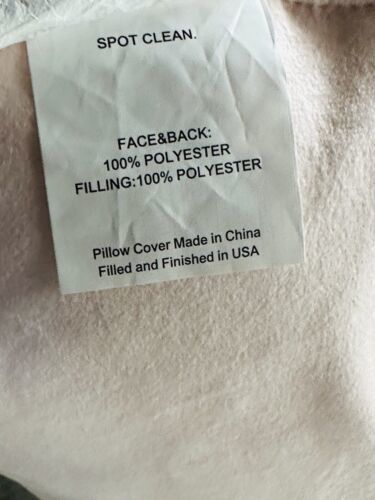 SPOT CLEAN.
FACE&BACK:
100% POLYESTER
FILLING:100% POLYESTER
Pillow Cover Made in China
Filled and Finished in USA